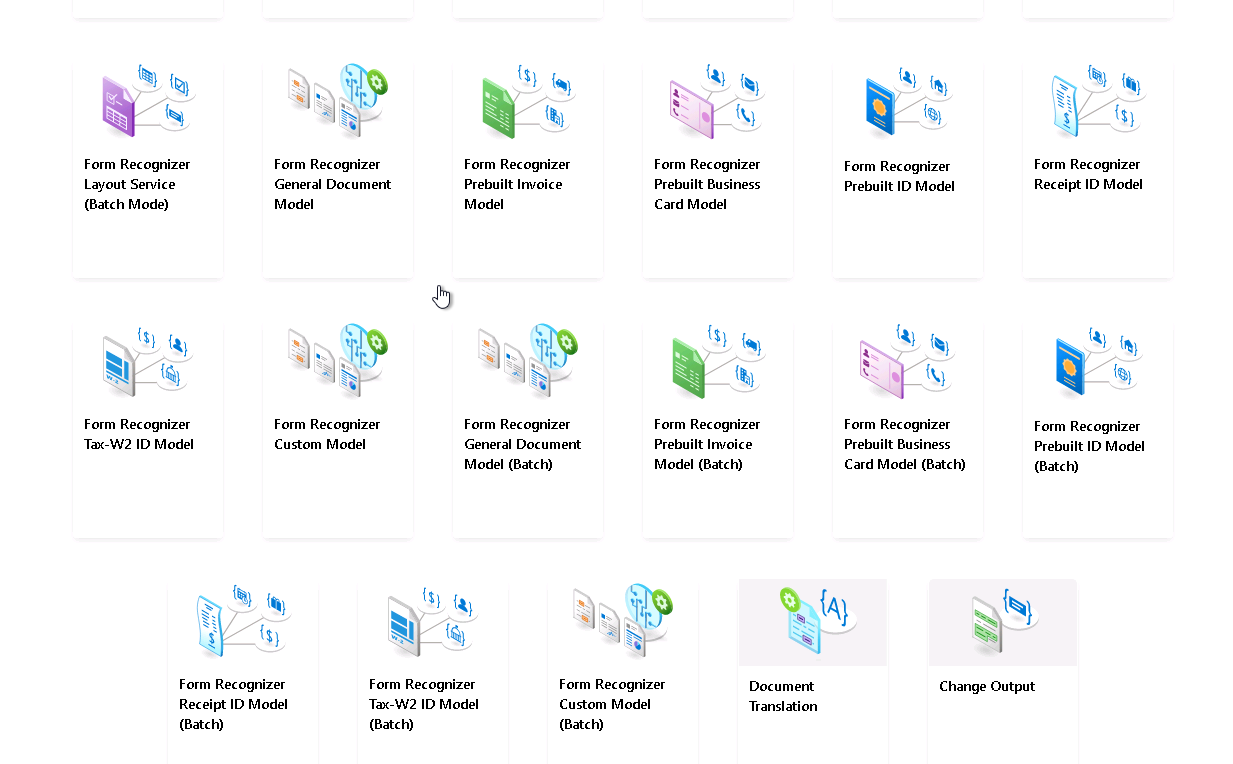 Form Recognizer
Layout Service
(Batch Mode)
Form Recognizer
General Document
Model
Form Recognizer
Prebuilt Invoice
Model
Form Recognizer
Prebuilt Business
Card Model
Form Recognizer
Prebuilt ID Model
Form Recognizer
Receipt ID Model
W-2
Form Recognizer
Tax-W2 ID Model
Form Recognizer
Custom Model
Form Recognizer
General Document
Model (Batch)
Form Recognizer
Prebuilt Invoice
Model (Batch)
Form Recognizer
Prebuilt Business
Card Model (Batch)
Form Recognizer
Prebuilt ID Model
(Batch)
Form Recognizer
Receipt ID Model
(Batch)
W-2
Form Recognizer
Tax-W2 ID Model
(Batch)
Form Recognizer
Custom Model
(Batch)
{A}
Document
Translation
Change Output